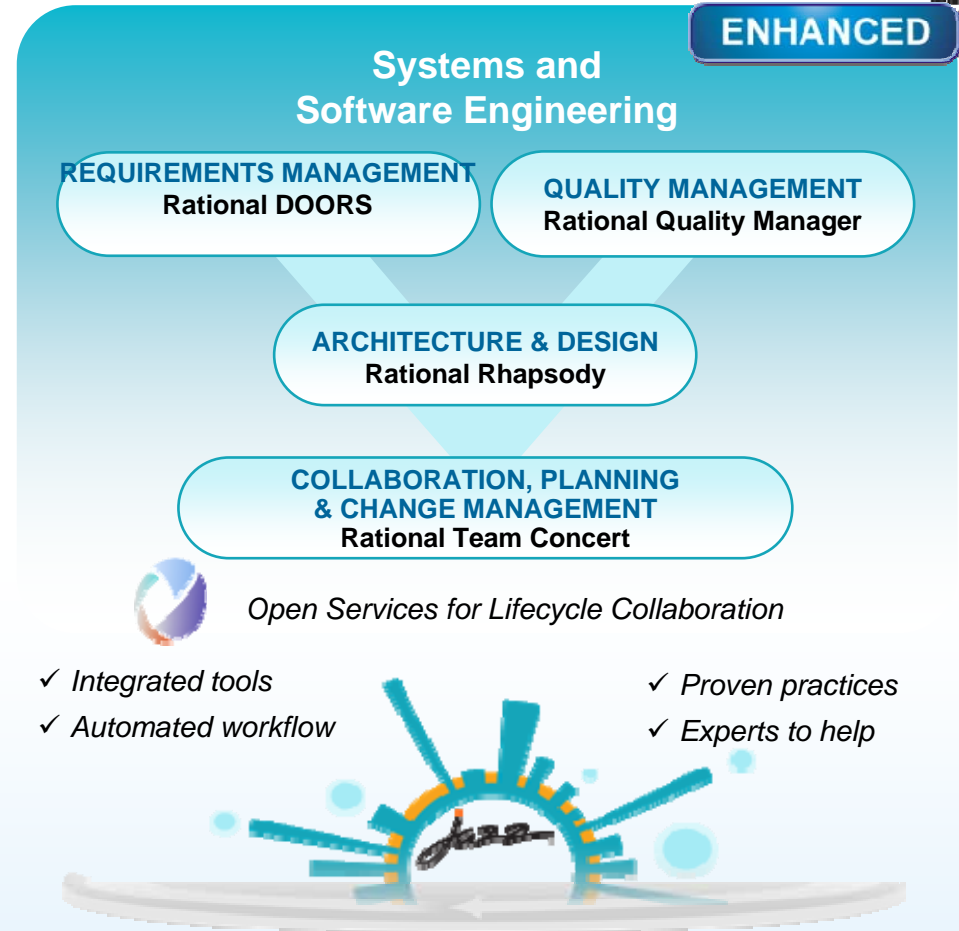 ENHANCED
Systems and
Software Engineering
REQUIREMENTS MANAGEMENT
Rational DOORS
QUALITY MANAGEMENT
Rational Quality Manager
ARCHITECTURE & DESIGN
Rational Rhapsody
COLLABORATION, PLANNING
& CHANGE MANAGEMENT
Rational Team Concert
Open Services for Lifecycle Collaboration
✓ Integrated tools
✓ Automated workflow
✓ Proven practices
✓ Experts to help
jazz